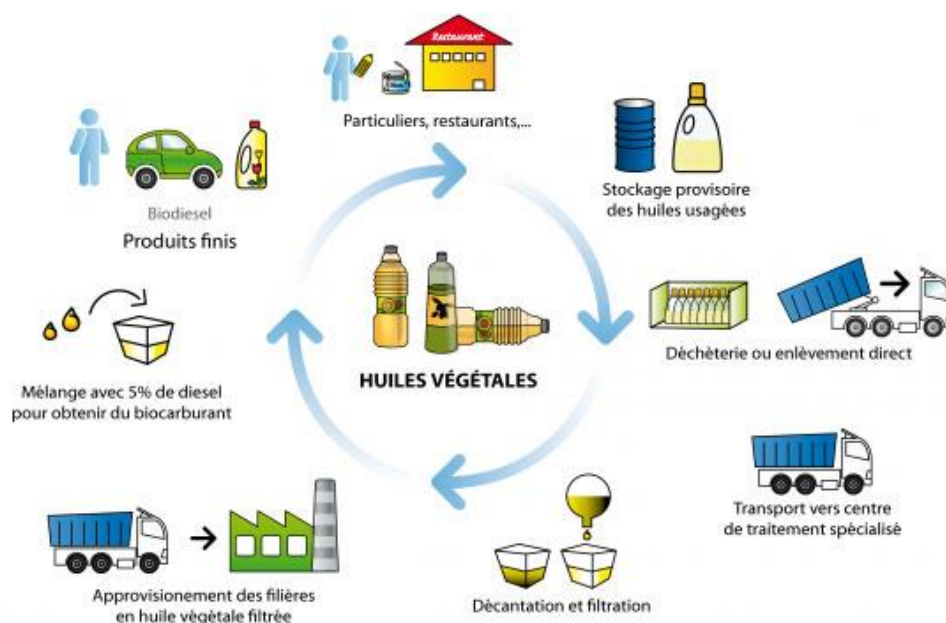 Restaurant
Particuliers, restaurants,...
Stockage provisoire
des huiles usagées
Déchèterie ou enlèvement direct
Transport vers centre
de traitement spécialisé
Décantation et filtration
Approvisionement des filières
en huile vègètale filtrée
Mèlange avec 5% de diesel
pour obtenir du biocarburant
Biodiesel
Produits finis
HUILES VÉGÉTALES